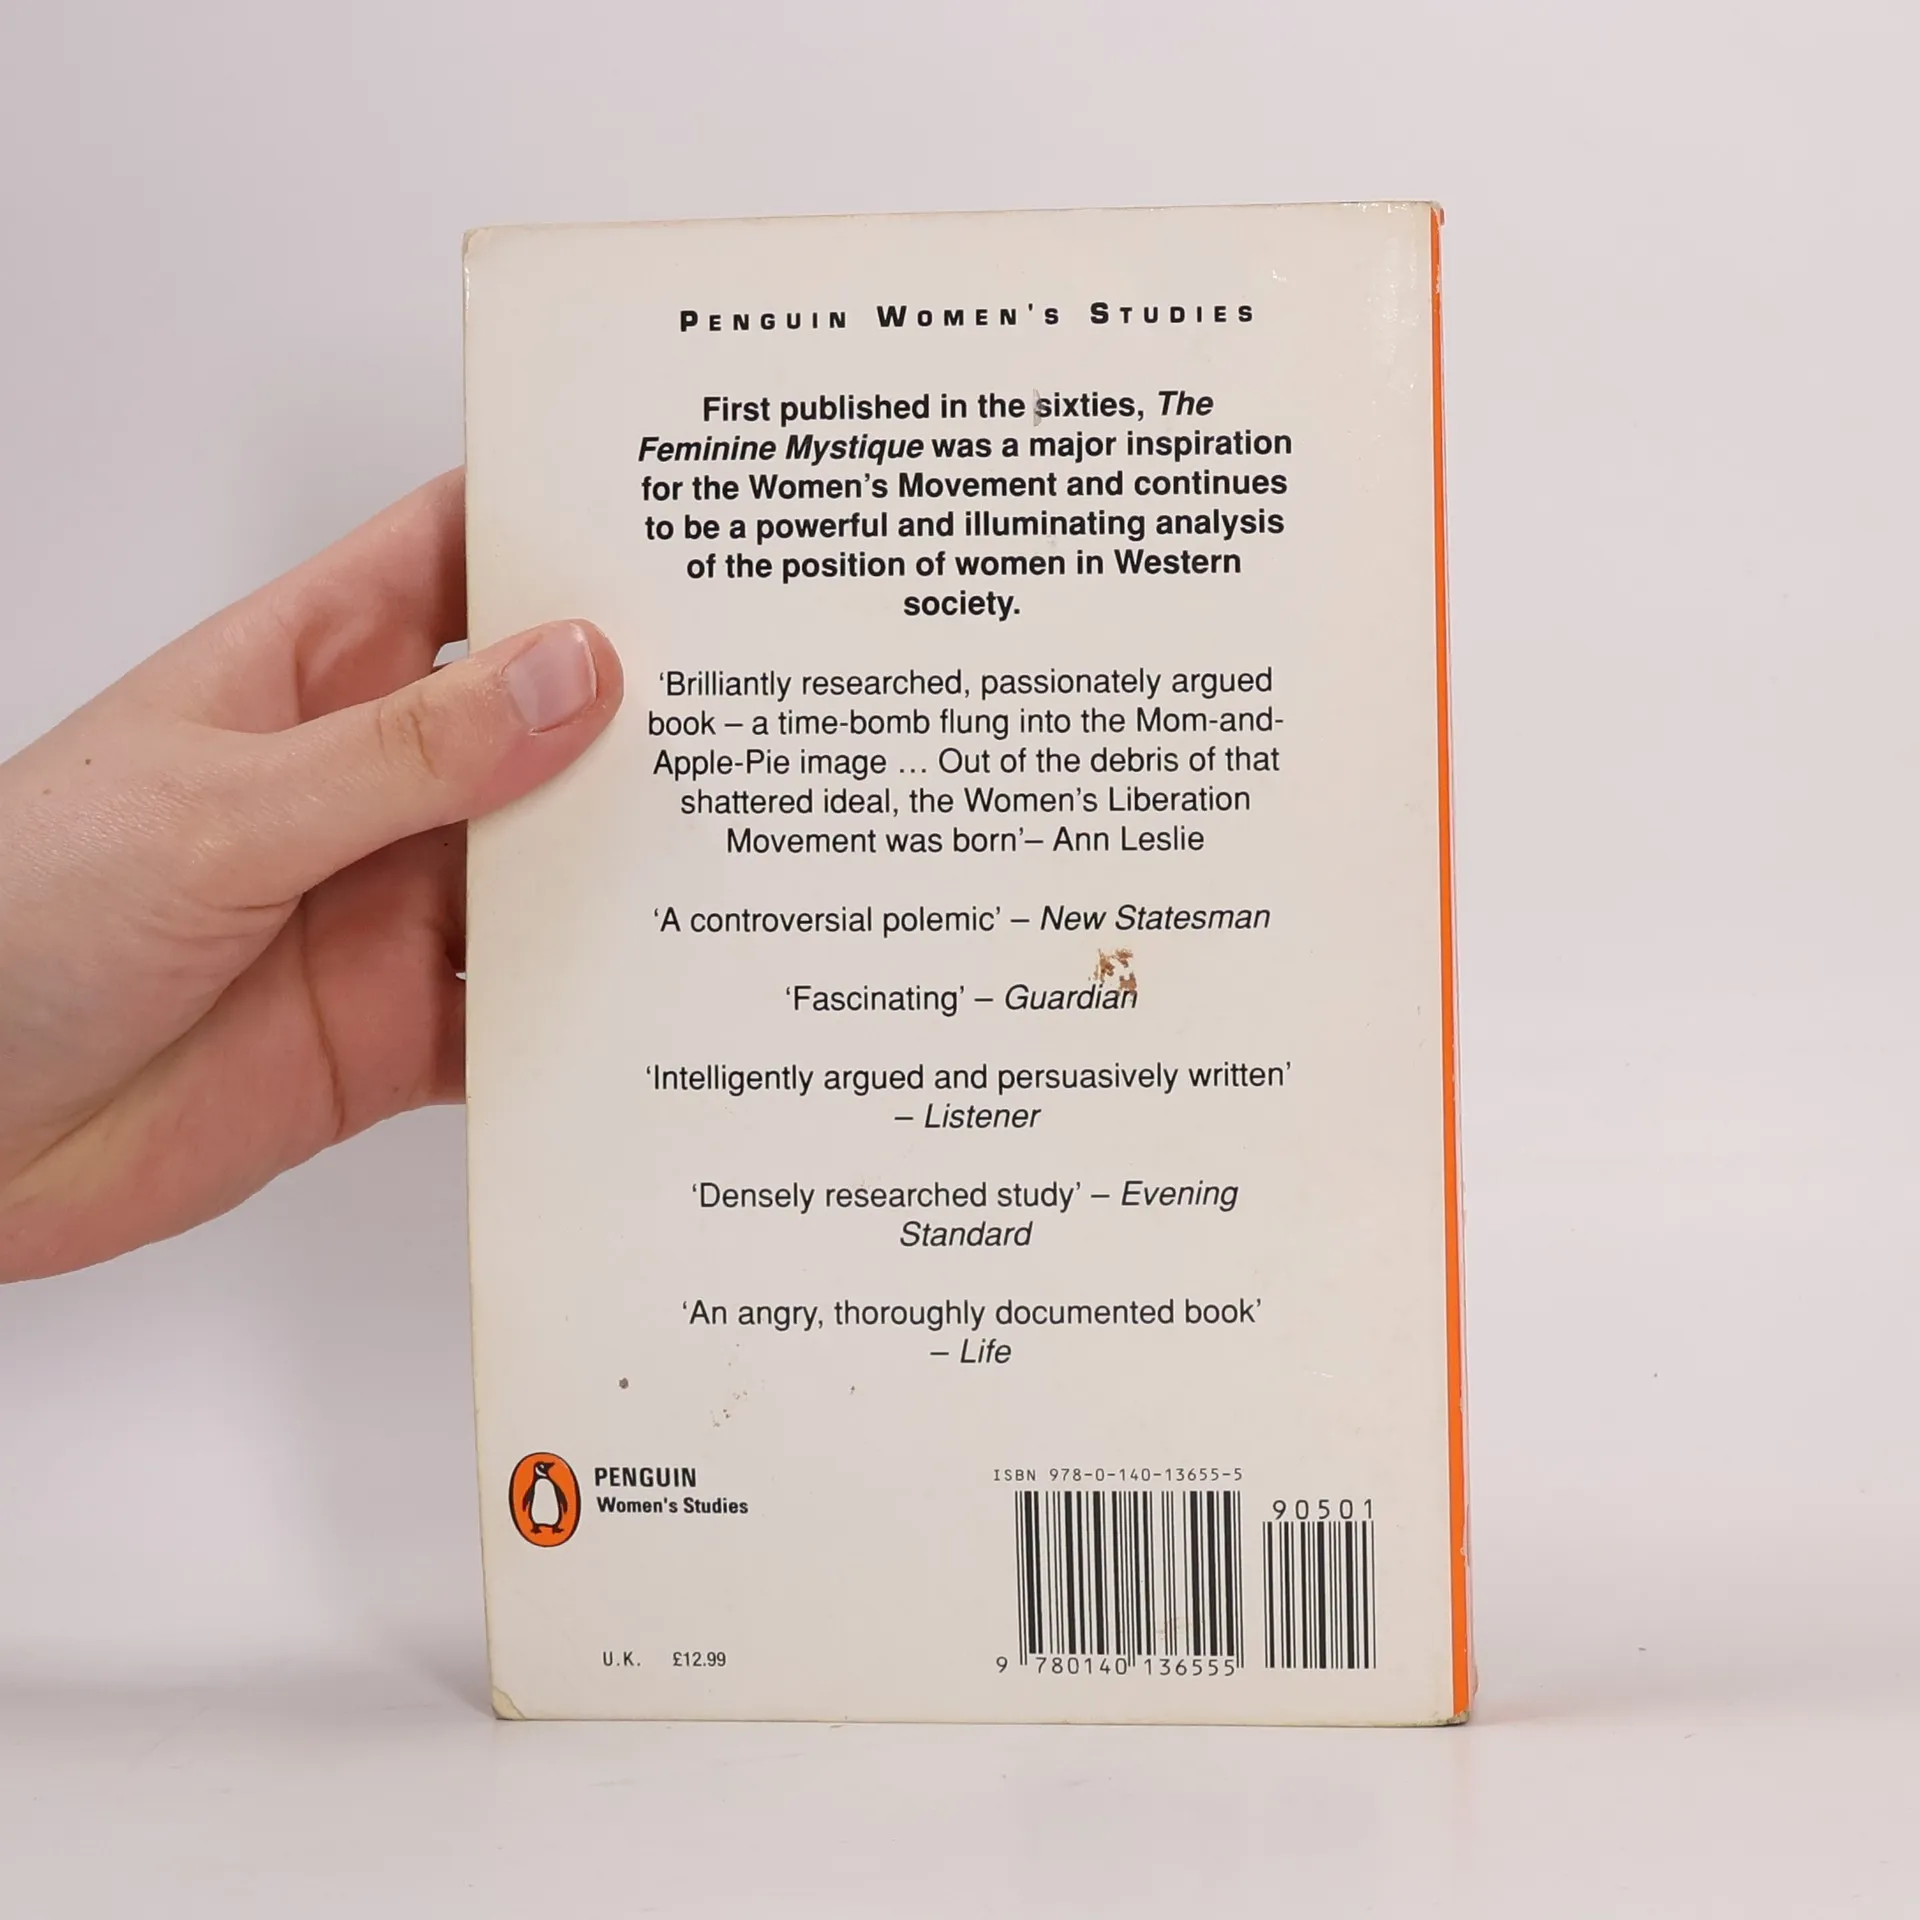 PENGUIN WOMEN'S STUDIES
First published in the sixties, The
Feminine Mystique was a major inspiration
for the Women's Movement and continues
to be a powerful and illuminating analysis
of the position of women in Western
society.
‘Brilliantly researched, passionately argued
book – a time-bomb flung into the Mom-and-
Apple-Pie image ... Out of the debris of that
shattered ideal, the Women's Liberation
Movement was born’– Ann Leslie
‘A controversial polemic’ – New Statesman
‘Fascinating’ – Guardian
‘Intelligently argued and persuasively written’
– Listener
‘Densely researched study’ – Evening
Standard
‘An angry, thoroughly documented book’
– Life
PENGUIN
Women's Studies
U.K. £12.99
ISBN 978-0-140-13655-5
90501
9 780140 136555